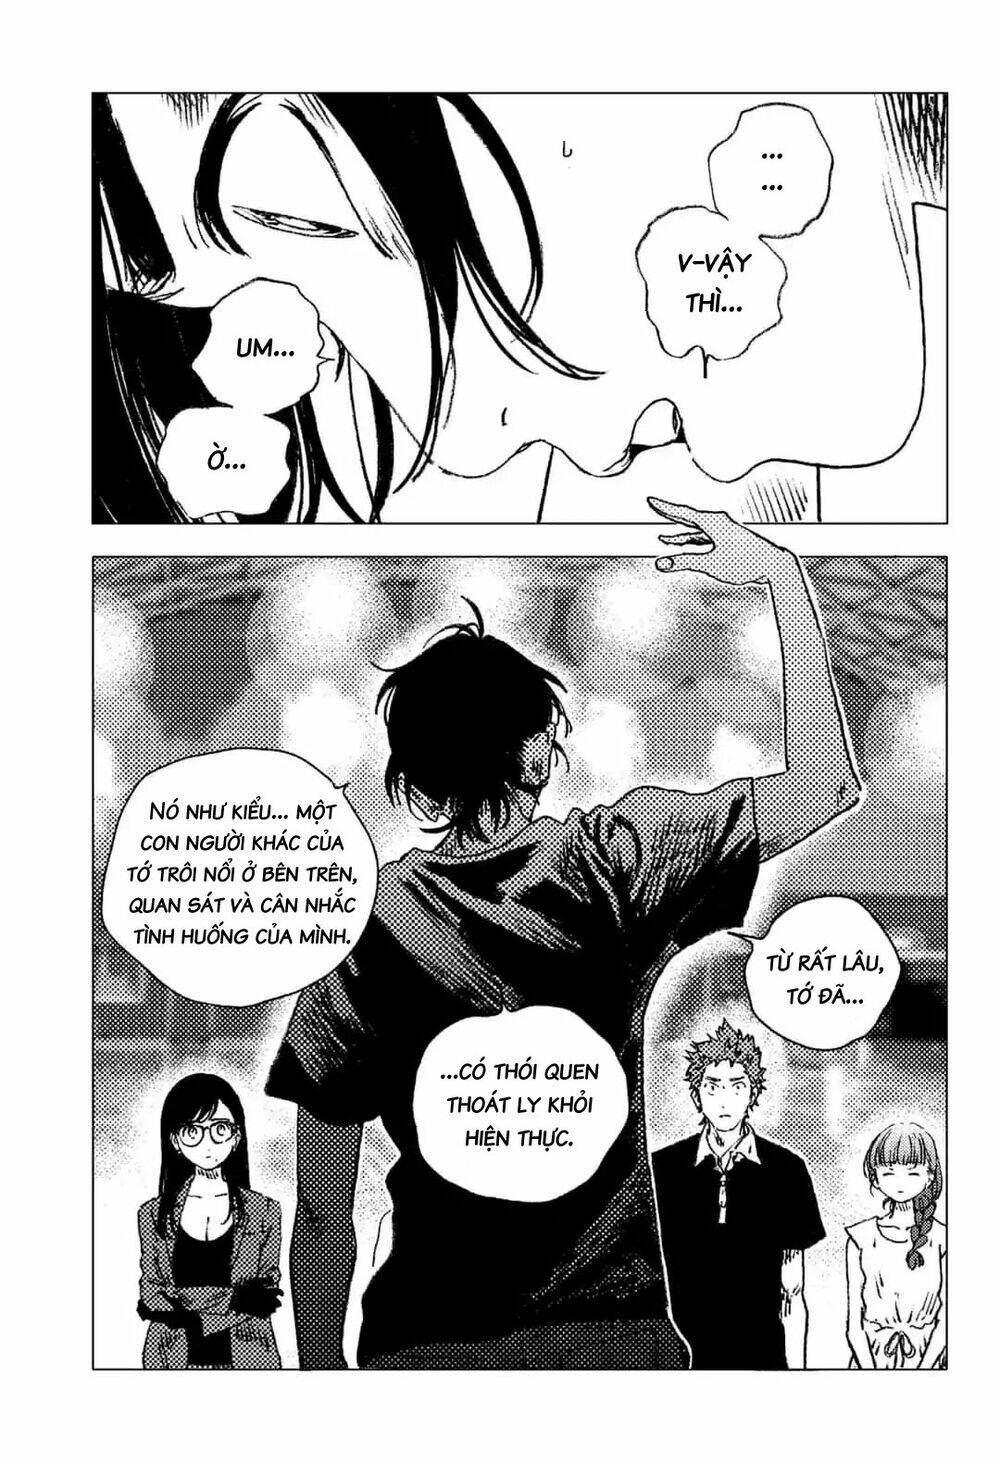 ...
...
V-VẬY
THÌ...
UM...
Ờ...
TỪ RẤT LÂU,
TỚ ĐÃ...
...CÓ THÓI QUEN
THOÁT LY KHỎI
HIỆN THỰC.
NÓ NHƯ KIỂU... MỘT
CON NGƯỜI KHÁC CỦA
TỚ TRÔI NỔI Ở BÊN TRÊN,
QUAN SÁT VÀ CÂN NHẮC
TÌNH HUỐNG CỦA MÌNH.